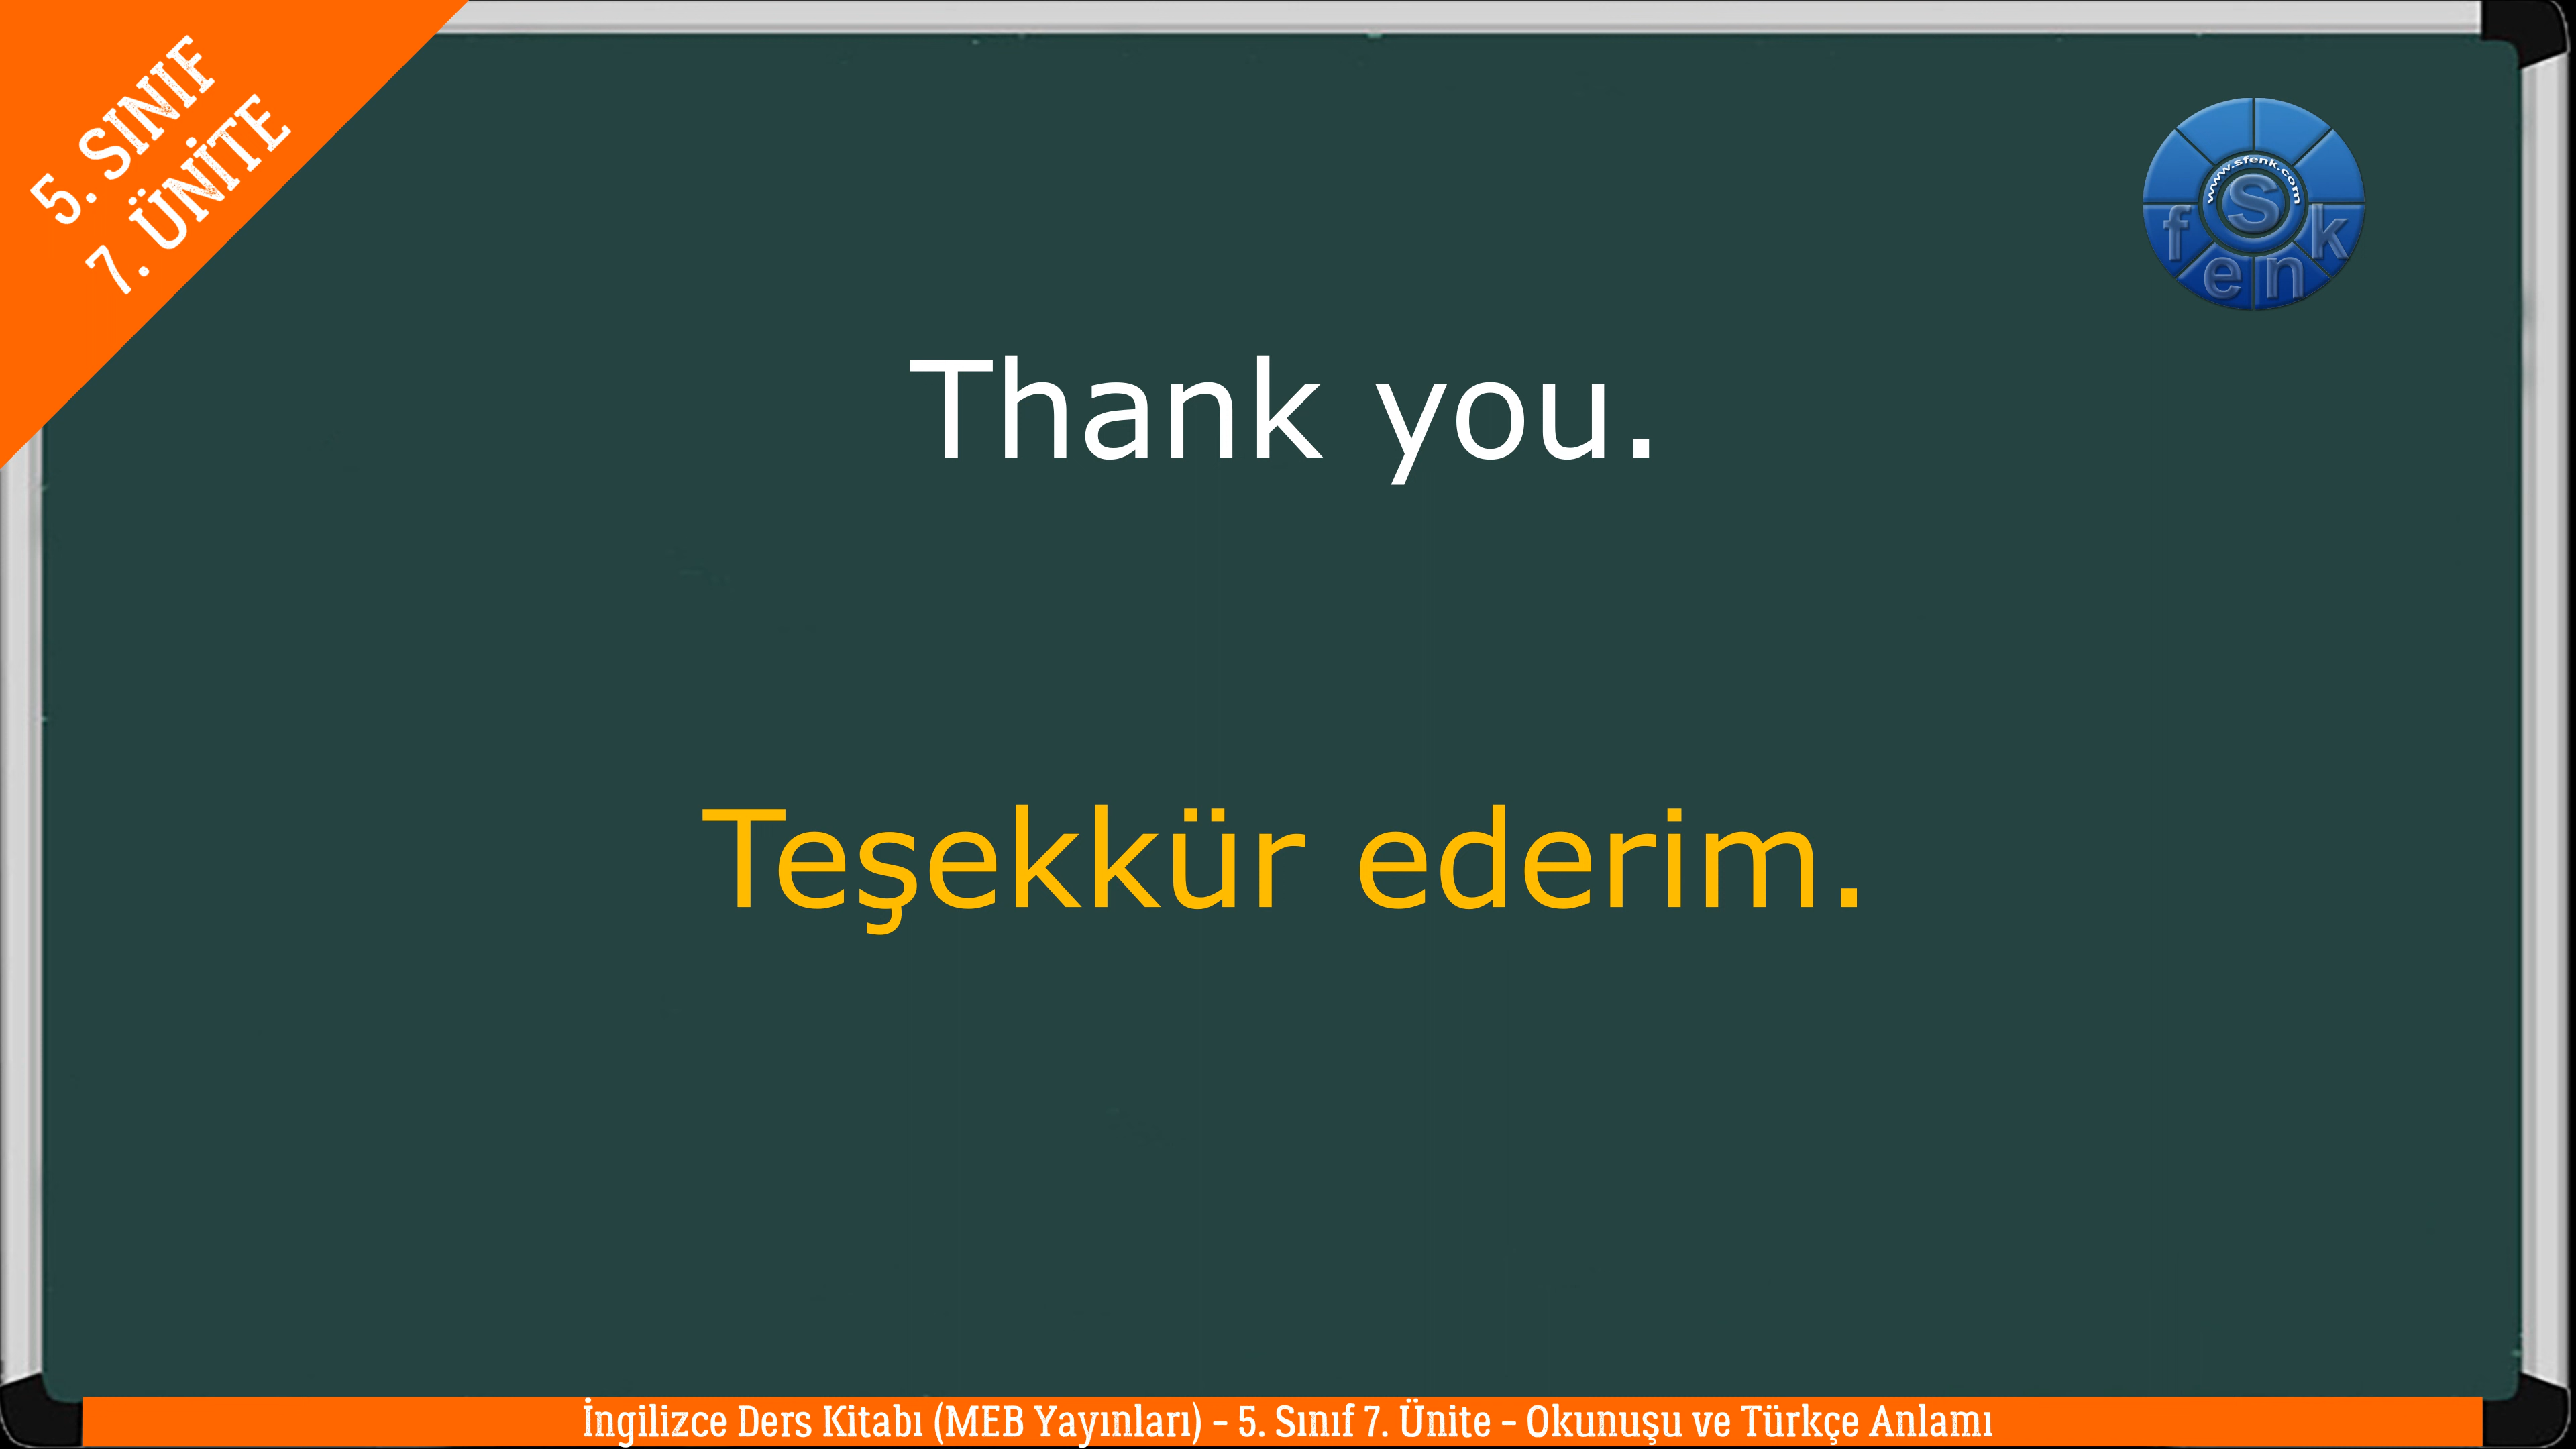 5. SINIF
7. ÜNİTE
www.sfenk.com
S
f e n k
Thank you.
Teşekkür ederim.
İngilizce Ders Kitabı (MEB Yayınları) – 5. Sınıf 7. Ünite – Okunuşu ve Türkçe Anlamı